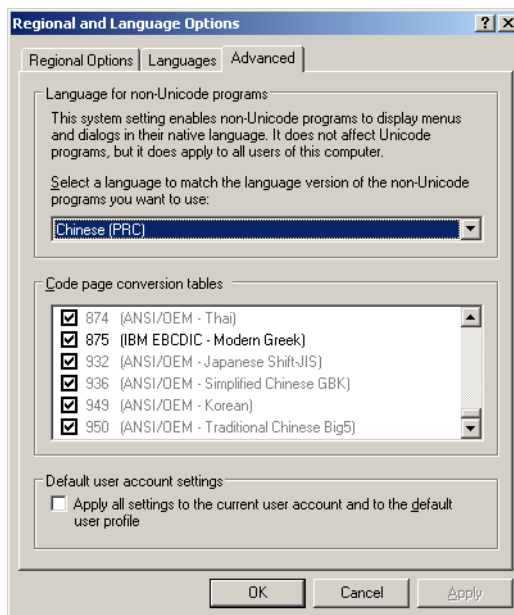 Regional and Language Options
Regional Options Languages Advanced
Language for non-Unicode programs
This system setting enables non-Unicode programs to display menus
and dialogs in their native language. It does not affect Unicode
programs, but it does apply to all users of this computer.
Select a language to match the language version of the non-Unicode
programs you want to use:
Chinese (PRC)
Code page conversion tables
874 (ANSI/OEM - Thai)
875 (IBM EBCDIC - Modern Greek)
932 (ANSI/OEM - Japanese Shift-JIS)
936 (ANSI/OEM - Simplified Chinese GBK)
949 (ANSI/OEM - Korean)
950 (ANSI/OEM - Traditional Chinese Big5)
Default user account settings
Apply all settings to the current user account and to the default
user profile
OK Cancel Apply